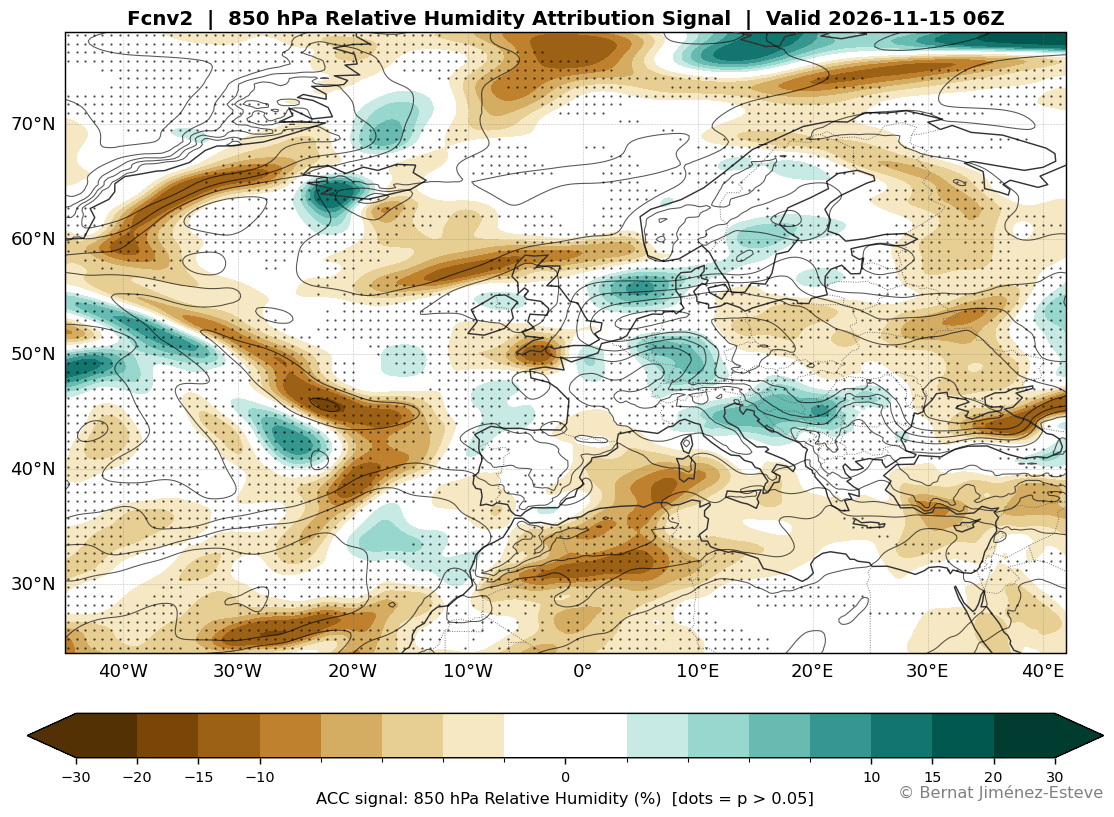 Fcnv2 | 850 hPa Relative Humidity Attribution Signal | Valid 2026-11-15 06Z
70°N
60°N
50°N
40°N
30°N
40°W 30°W 20°W 10°W 0° 10°E 20°E 30°E 40°E
−30 −20 −15 −10 0 10 15 20 30
ACC signal: 850 hPa Relative Humidity (%) [dots = p > 0.05]
© Bernat Jiménez-Esteve